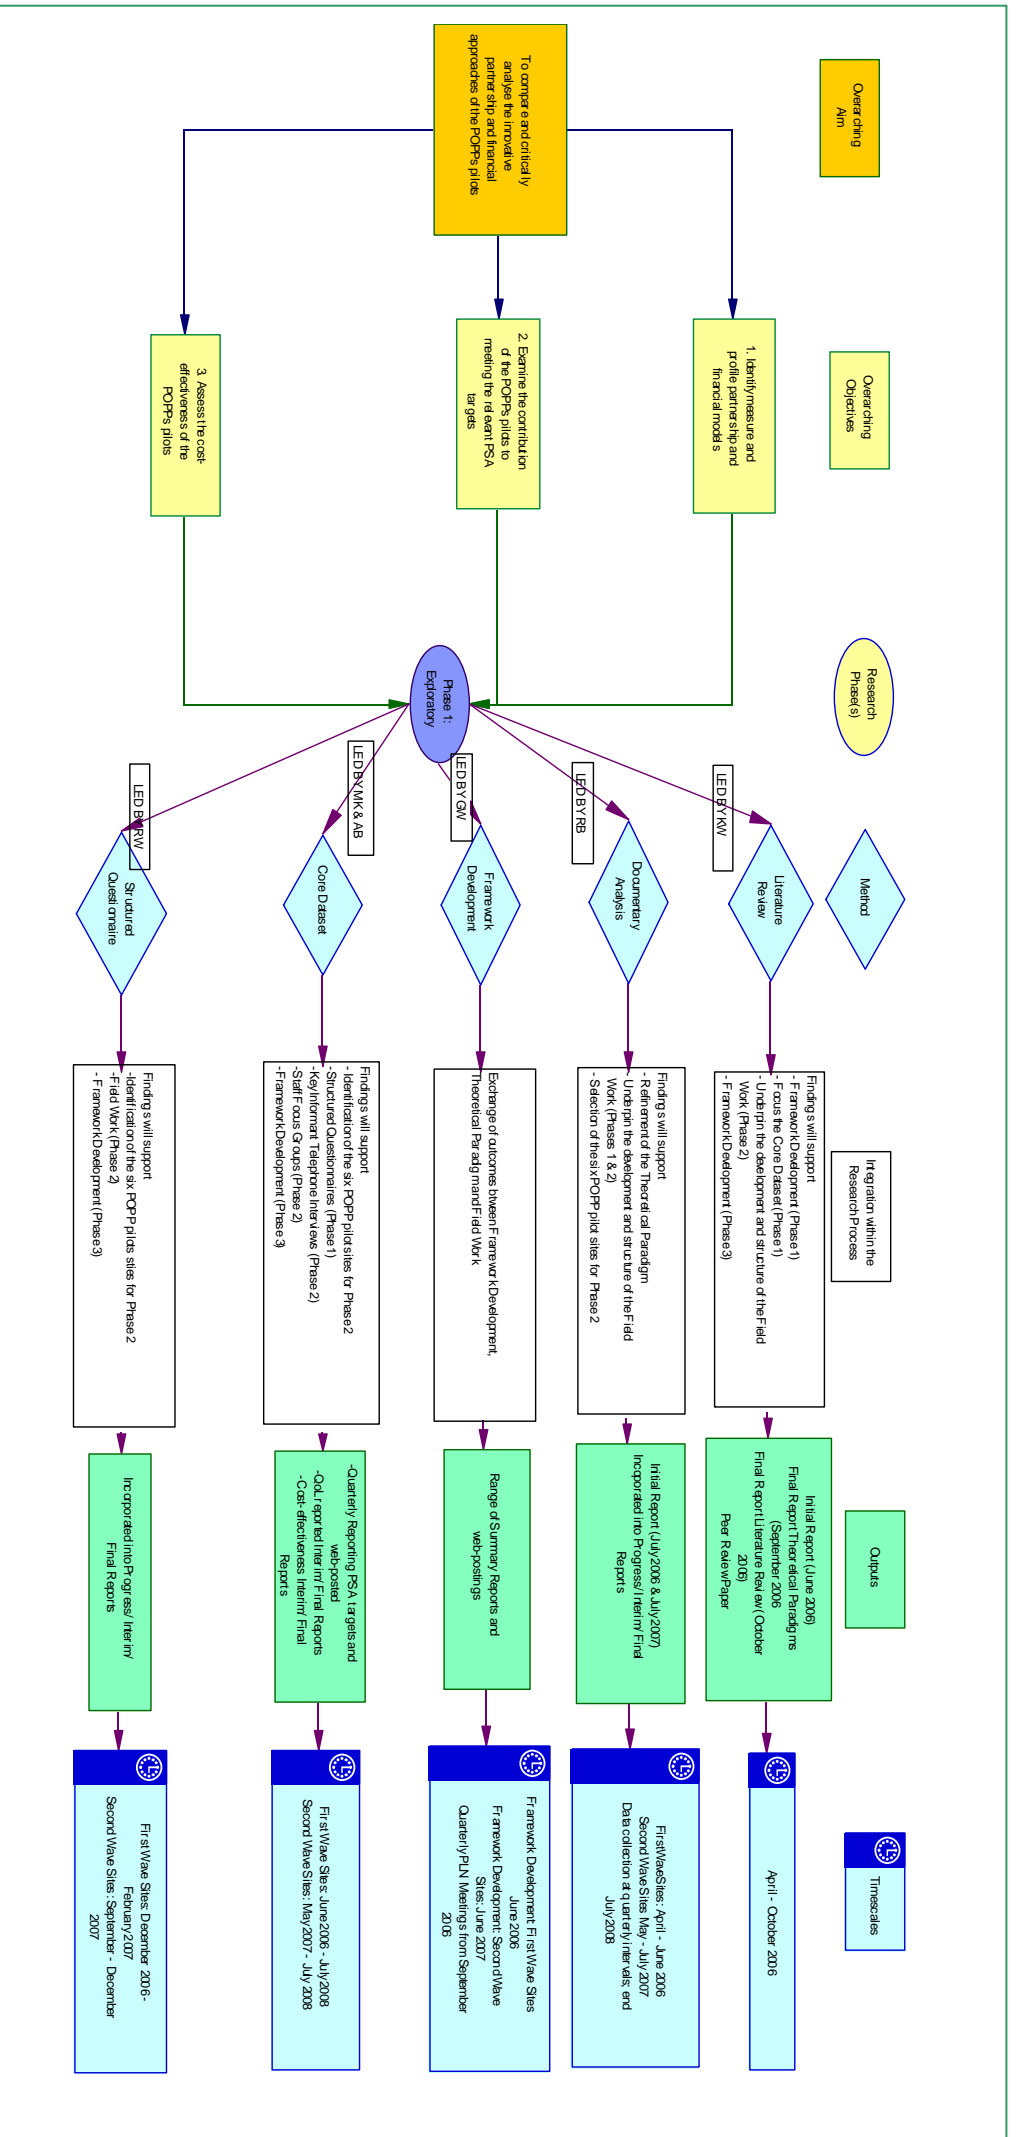 Overarching
Aim
Overarching
Objectives
Research
Phase(s)
Method
Integration within the
Research Process
Outputs
Timescales
To compare and critically
analyse the innovative
partnership and financial
approaches of the POPPs pilots
1. Identify measure and
profile partnership and
financial models
2. Examine the contribution
of the POPPs pilots to
meeting the relevant PSA
targets
3. Assess the cost-
effectiveness of the
POPPs pilots
Phase 1:
Exploratory
LED BY KW
Literature
Review
Findings will support
- Framework Development (Phase 1)
- Focus the Core Dataset (Phase 1)
- Underpin the development and structure of the Field
Work (Phase 2)
- Framework Development (Phase 3)
Initial Report (June 2006)
Final Report Theoretical Paradigms
(September 2006
Final Report Literature Review (October
2006)
Peer Review Paper
April - October 2006
LED BY RB
Documentary
Analysis
Findings will support
- Refinement of the Theoretical Paradigm
- Underpin the development and structure of the Field
Work (Phases 1 & 2)
- Selection of the six POPP pilot sites for Phase 2
Initial Report (July 2006 & July 2007)
Incoporated into Progress/ Interim/ Final
Reports
First Wave Sites: April - June 2006
Second Wave Sites May - July 2007
Data collection at quarterly intervals; end
July 2008
LED BY GW
Framework
Development
Exchange of outcomes btween Framework Development,
Theoretical Paradigm and Field Work
Range of Summary Reports and
web-postings
Framework Development: First Wave Sites
June 2006
Framework Development: Second Wave
Sites: June 2007
Quarterly PLN Meetings from September
2006
LED BY MK & AB
Core Dataset
Findings will support
- Identification of the six POPP pilot sites for Phase 2
-Structured Questionnaires (Phase 1)
-Key Informant Telephone Interviews (Phase 2)
-Staff Focus Groups (Phase 2)
-Framework Development (Phase 3)
-Quarterly Reporting PSA targets and
web-posted
-QoL reported Interim/ Final Reports
-Cost-effectiveness Interim/ Final
Reports
First Wave Sites: June 2006 - July 2008
Second Wave Sites: May 2007 - July 2008
LED BY RW
Structured
Questionnaire
Findings will support
-Identification of the six POPP pilots sties for Phase 2
-Field Work (Phase 2)
- Framework Development (Phase 3)
Incorporated into Progress/ Interim/
Final Reports
First Wave Sites: December 2006 -
February 2007
Second Wave Sites: September - December
2007